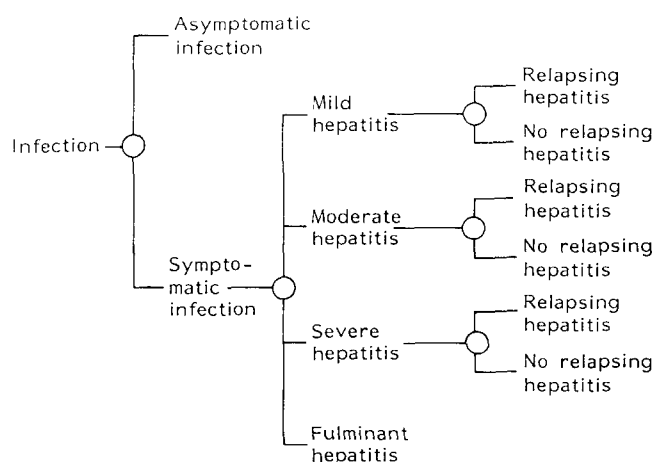 Asymptomatic
infection
Infection
Sympto-
matic
infection
Mild
hepatitis
Relapsing
hepatitis
No relapsing
hepatitis
Moderate
hepatitis
Relapsing
hepatitis
No relapsing
hepatitis
Severe
hepatitis
Relapsing
hepatitis
No relapsing
hepatitis
Fulminant
hepatitis